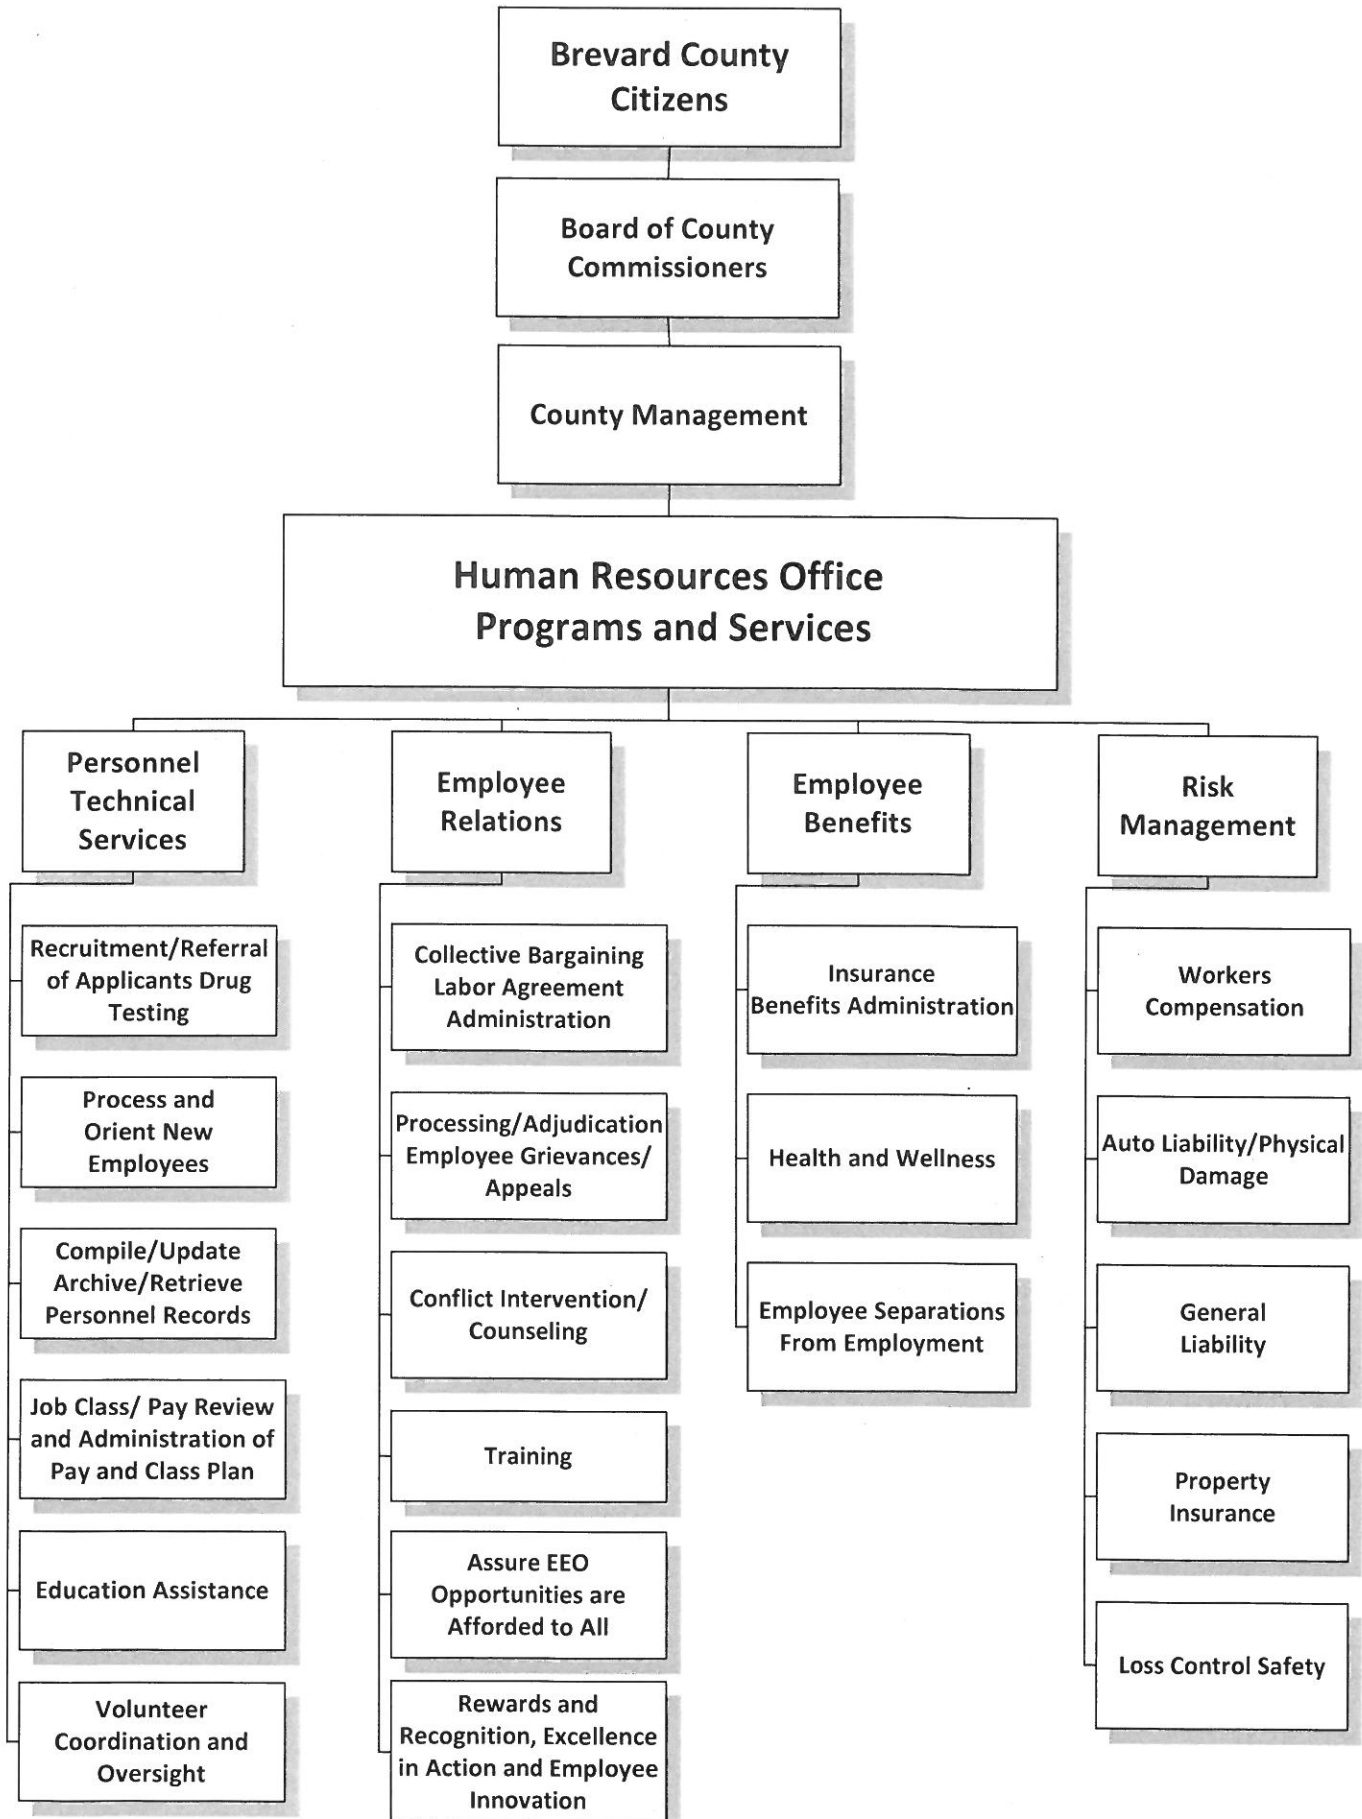 Brevard County
Citizens
Board of County
Commissioners
County Management
Human Resources Office
Programs and Services
Personnel
Technical
Services
Recruitment/Referral
of Applicants Drug
Testing
Process and
Orient New
Employees
Compile/Update
Archive/Retrieve
Personnel Records
Job Class/ Pay Review
and Administration of
Pay and Class Plan
Education Assistance
Volunteer
Coordination and
Oversight
Employee
Relations
Collective Bargaining
Labor Agreement
Administration
Processing/Adjudication
Employee Grievances/
Appeals
Conflict Intervention/
Counseling
Training
Assure EEO
Opportunities are
Afforded to All
Rewards and
Recognition, Excellence
in Action and Employee
Innovation
Employee
Benefits
Insurance
Benefits Administration
Health and Wellness
Employee Separations
From Employment
Risk
Management
Workers
Compensation
Auto Liability/Physical
Damage
General
Liability
Property
Insurance
Loss Control Safety